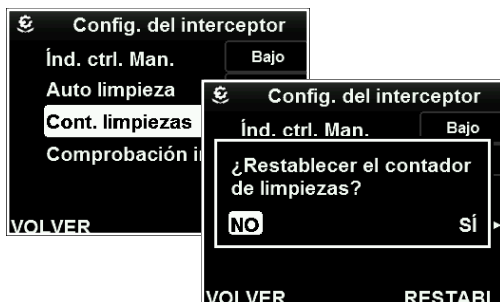 Config. del interceptor
Índ. ctrl. Man. Bajo
Auto limpieza
Cont. limpiezas
Comprobación
VOLVER
Config. del interceptor
Índ. ctrl. Man. Bajo
¿Restablecer el contador
de limpiezas?
NO SÍ
VOLVER RESTABL